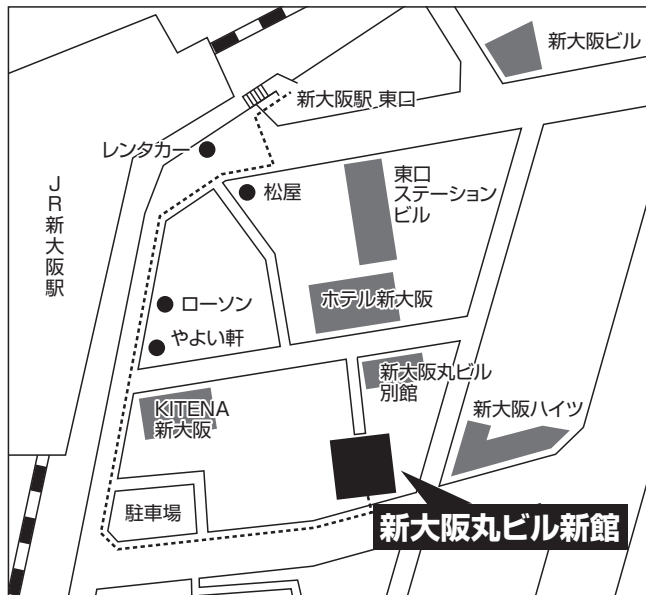 新大阪ビル
新大阪駅 東口
レンタカー
松屋
東口
ステーション
ビル
JR新大阪駅
ローソン
ホテル新大阪
やよい軒
新大阪丸ビル
別館
KITENA
新大阪
新大阪ハイツ
駐車場
新大阪丸ビル新館